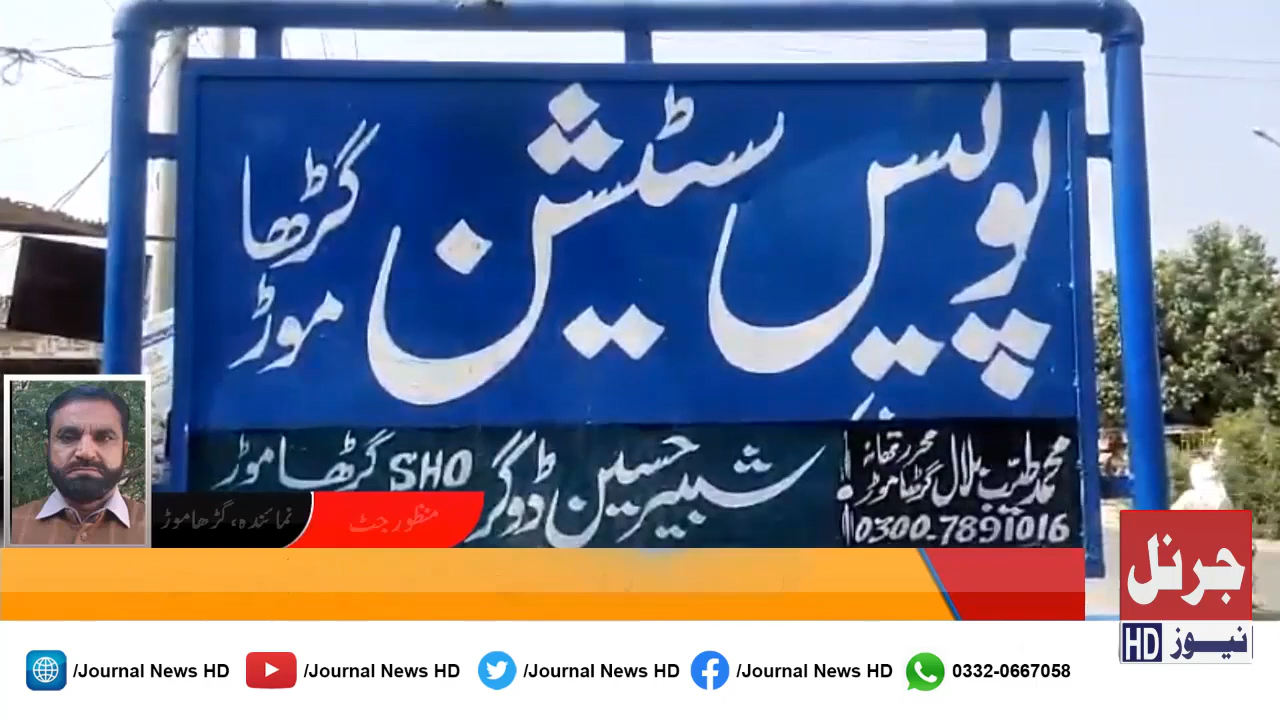 پولیس سٹیشن گڑھا موڑ
شبیر حسین ڈوگر SHO گڑھا موڑ
محمد طیّب بلال محرر تھانہ گڑھا موڑ
0300-7891016
منظور جٹ
نمائندہ، گڑھا موڑ
جرنل
نیوز HD
/Journal News HD
/Journal News HD
/Journal News HD
/Journal News HD
0332-0667058